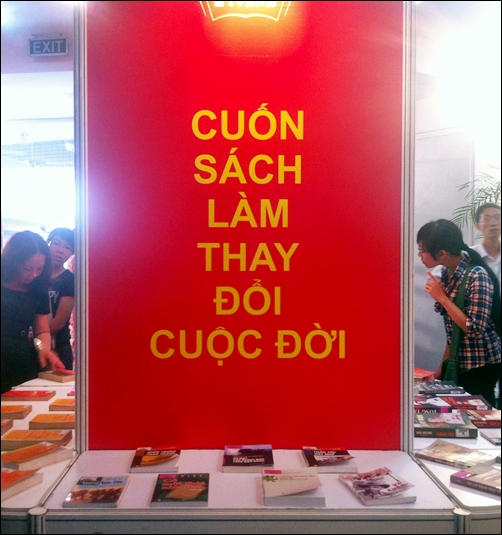 EXIT
CUỐN
SÁCH
LÀM
THAY
ĐỔI
CUỘC ĐỜI